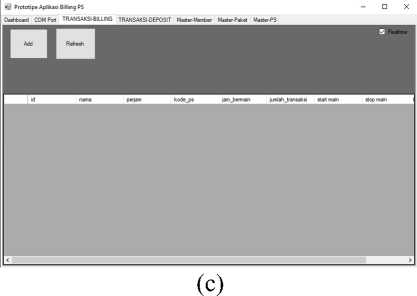 Prototipe Aplikasi Billing PS
Dashboard COM Port TRANSAKSI-BILLING TRANSAKSI-DEPOSIT Master-Member Master-Paket Master-PS
Add Refresh Realtime
id nama perjam kode_ps jam_bermain jumlah_transaksi start main stop main
(c)